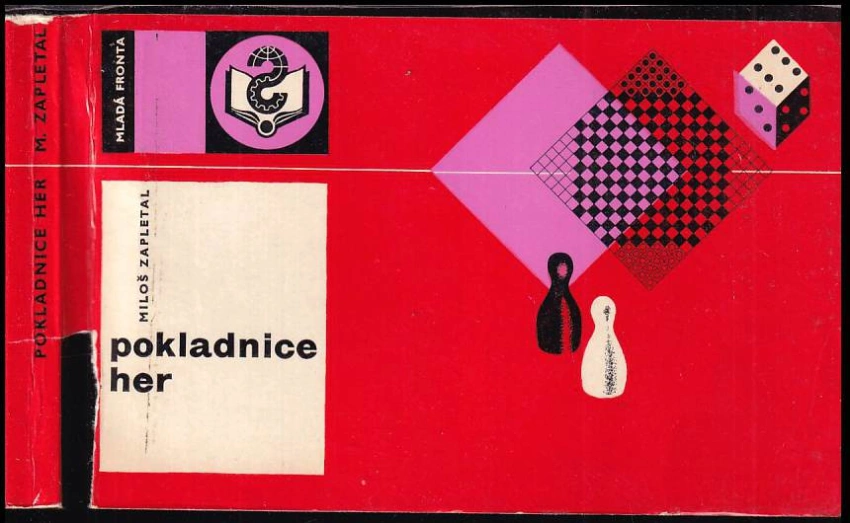 POKLADNICE HER M. ZAPLETAL
MLADÁ FRONTA
MILOŠ ZAPLETAL
pokladnice
her